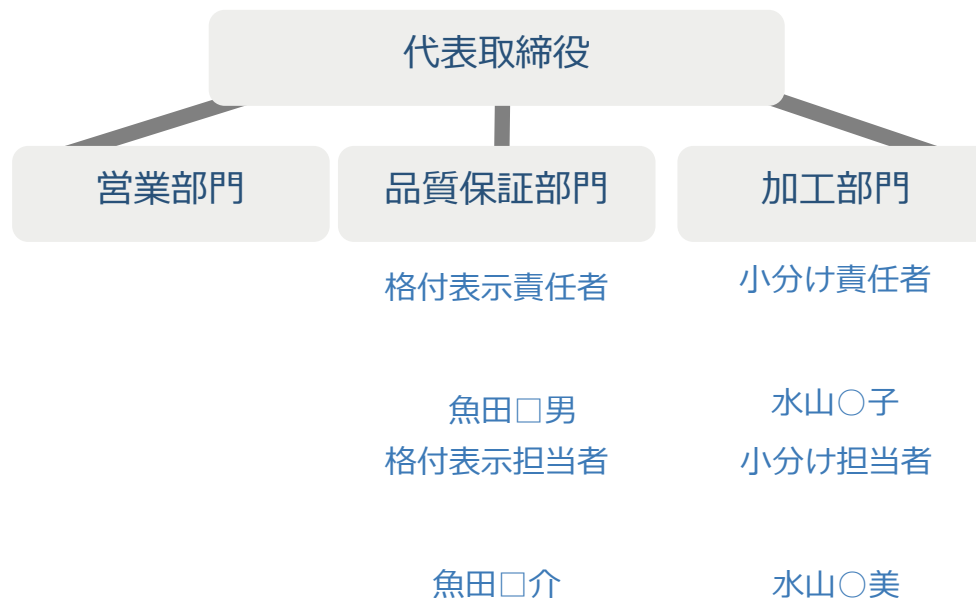 代表取締役
営業部門
品質保証部門
加工部門
格付表示責任者
小分け責任者
魚田□男
水山○子
格付表示担当者
小分け担当者
魚田□介
水山○美